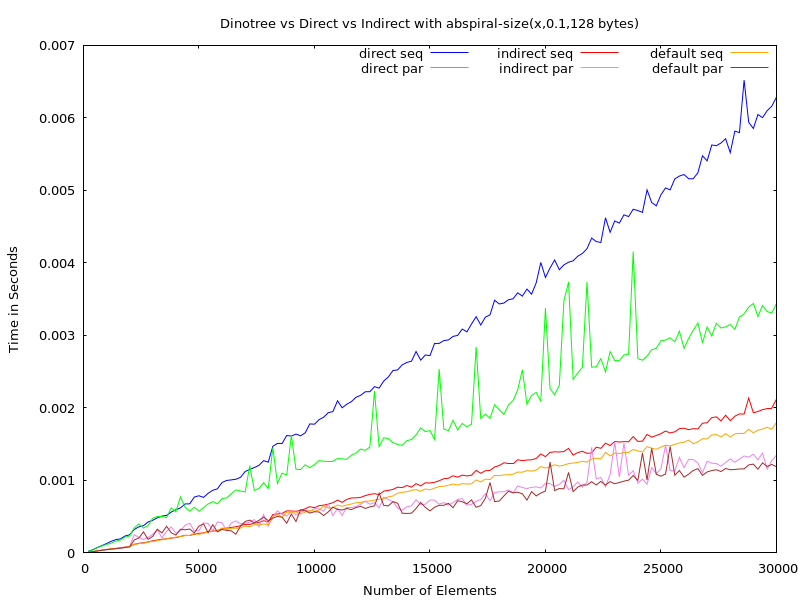 Dinotree vs Direct vs Indirect with abspiral-size(x,0.1,128 bytes)
direct seq indirect seq default seq
direct par indirect par default par
0.007
0.006
0.005
0.004
0.003
0.002
0.001
0
Time in Seconds
0 5000 10000 15000 20000 25000 30000
Number of Elements